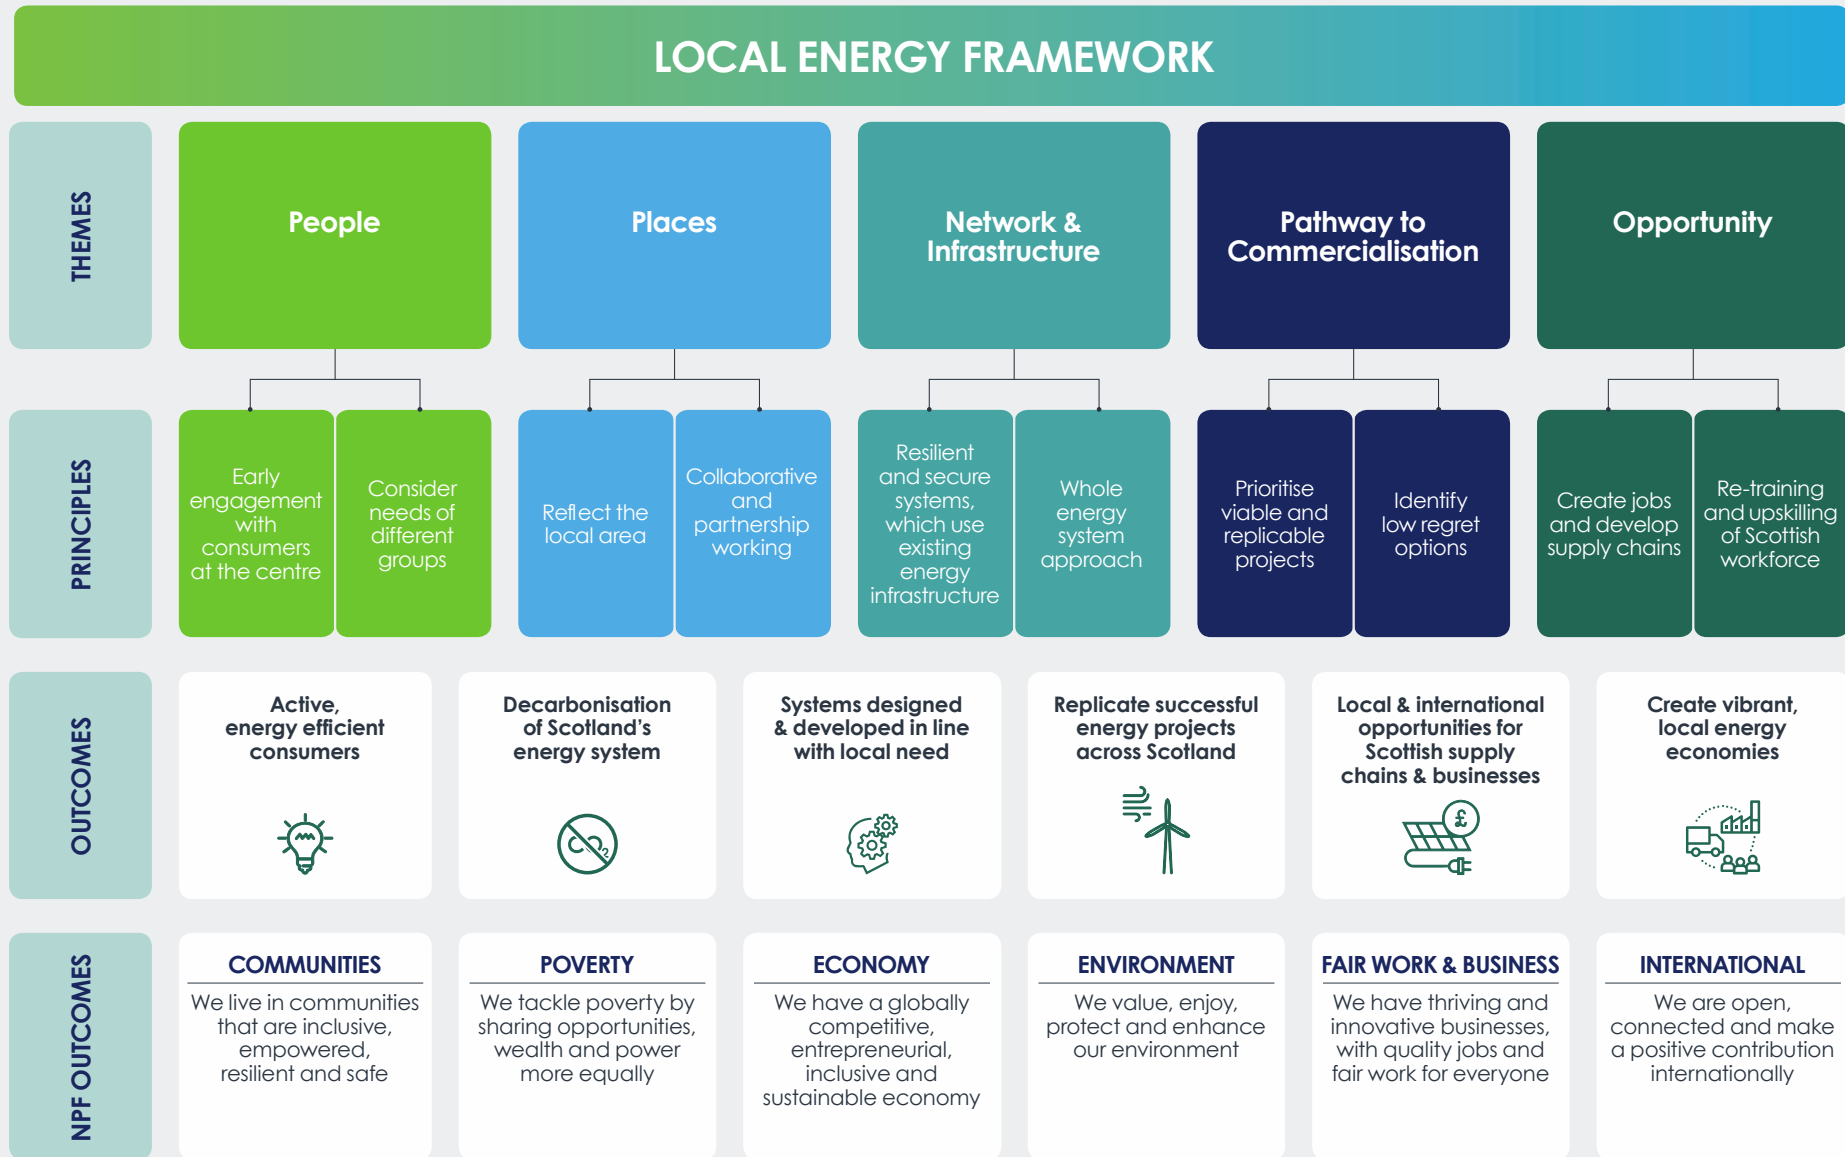 LOCAL ENERGY FRAMEWORK
THEMES
People
Places
Network &
Infrastructure
Pathway to
Commercialisation
Opportunity
PRINCIPLES
Early
engagement
with
consumers
at the centre
Consider
needs of
different
groups
Reflect the
local area
Collaborative
and
partnership
working
Resilient
and secure
systems,
which use
existing
energy
infrastructure
Whole
energy
system
approach
Prioritise
viable and
replicable
projects
Identify
low regret
options
Create jobs
and develop
supply chains
Re-training
and upskilling
of Scottish
workforce
OUTCOMES
Active,
energy efficient
consumers
Decarbonisation
of Scotland's
energy system
CO2
Systems designed
& developed in line
with local need
Replicate successful
energy projects
across Scotland
Local & international
opportunities for
Scottish supply
chains & businesses
£
Create vibrant,
local energy
economies
NPF OUTCOMES
COMMUNITIES
We live in communities
that are inclusive,
empowered,
resilient and safe
POVERTY
We tackle poverty by
sharing opportunities,
wealth and power
more equally
ECONOMY
We have a globally
competitive,
entrepreneurial,
inclusive and
sustainable economy
ENVIRONMENT
We value, enjoy,
protect and enhance
our environment
FAIR WORK & BUSINESS
We have thriving and
innovative businesses,
with quality jobs and
fair work for everyone
INTERNATIONAL
We are open,
connected and make
a positive contribution
internationally